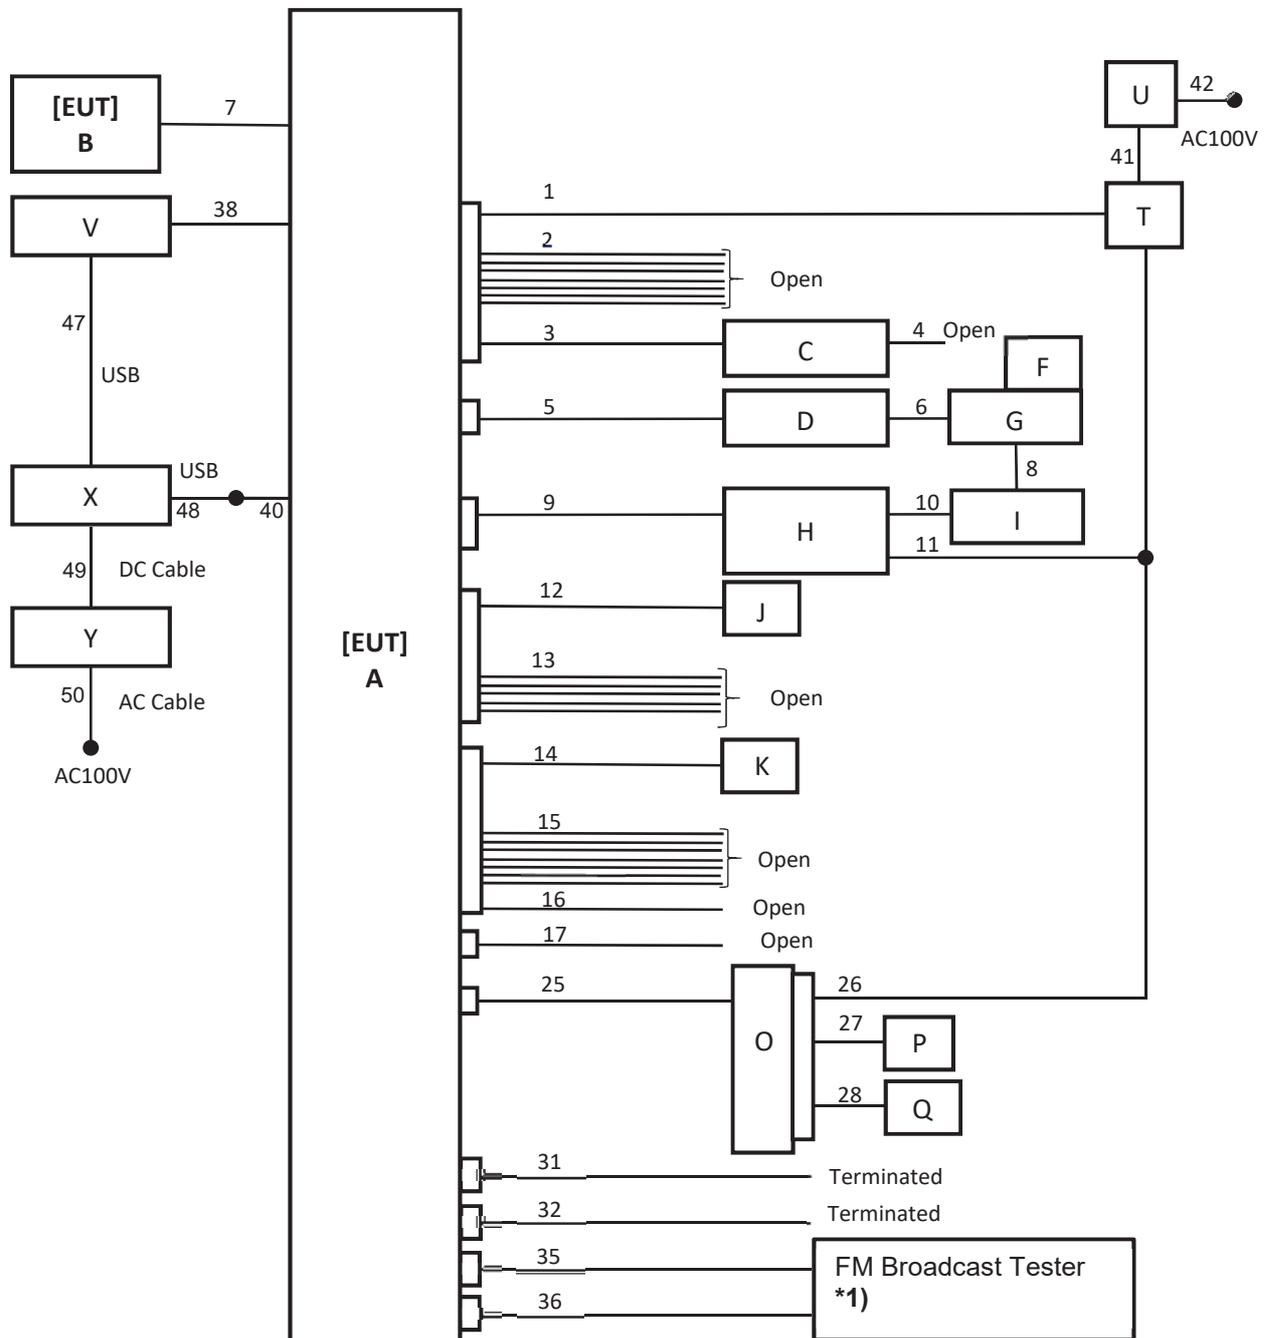 [EUT]
B
7
V
38
47
USB
X
USB
48
40
49
DC Cable
Y
50
AC Cable
AC100V
[EUT]
A
U
42
AC100V
41
T
1
2
Open
3
C
4
Open
F
5
D
6
G
8
9
H
10
I
11
12
J
13
Open
14
K
15
Open
16
Open
17
Open
25
O
26
27
P
28
Q
31
Terminated
32
Terminated
35
36
FM Broadcast Tester
*1)